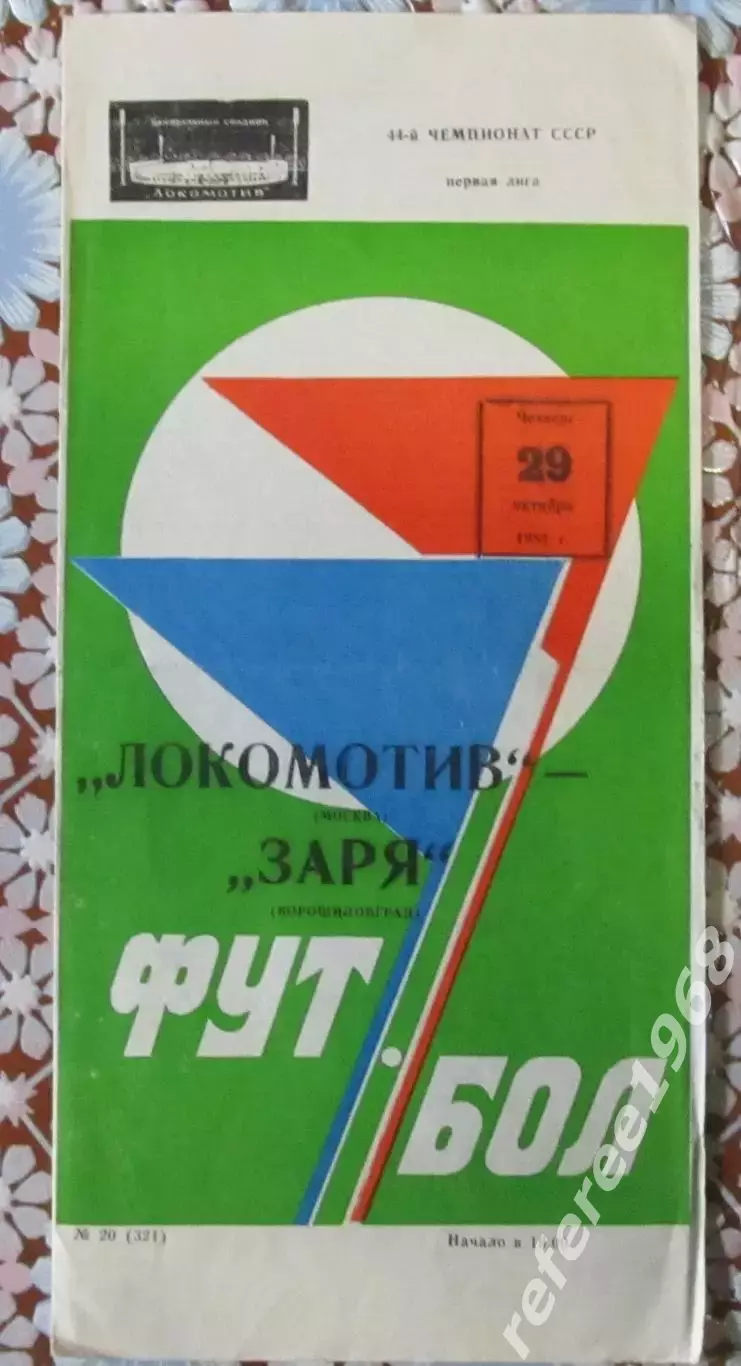 Центральный стадион
„ЛОКОМОТИВ“
44-й ЧЕМПИОНАТ СССР
первая лига
Четверг
29
октября
1981 г
„ЛОКОМОТИВ“ —
(МОСКВА)
„ЗАРЯ“
(ВОРОШИЛОВГРАД)
ФУТ
БОЛ
№ 20 (321)
Начало в
referee1968